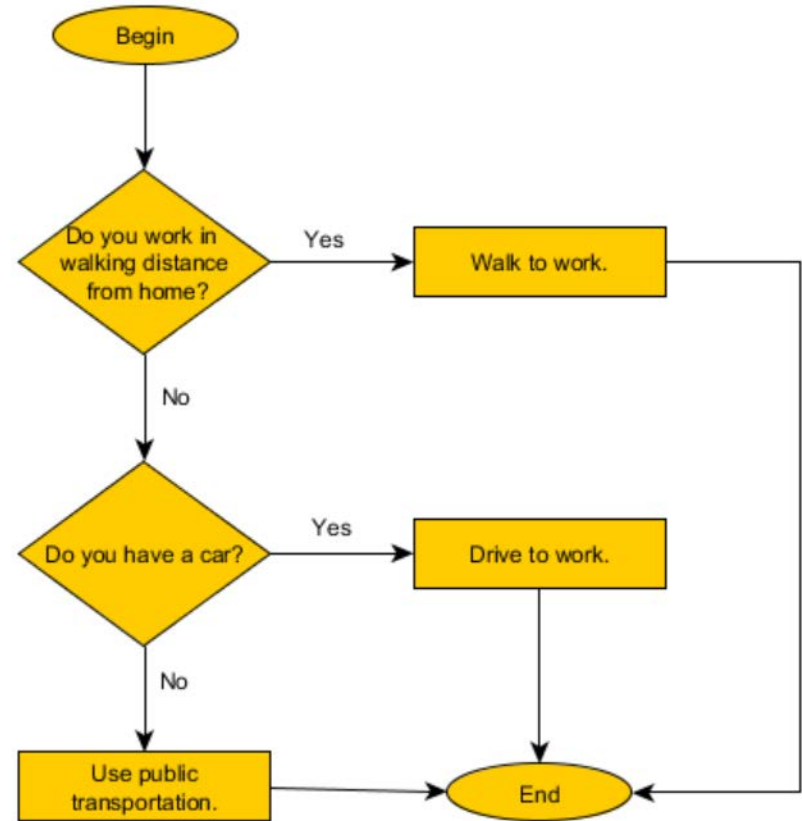 Begin
Do you work in
walking distance
from home?
Yes
Walk to work.
No
Do you have a car?
Yes
Drive to work.
No
Use public
transportation.
End